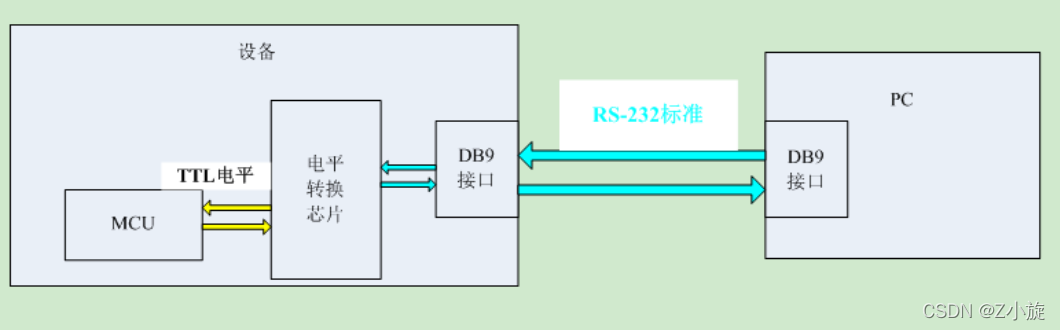 设备
PC
RS-232标准
TTL电平
MCU
电平
转换
芯片
DB9
接口
DB9
接口
CSDN @Z小旋